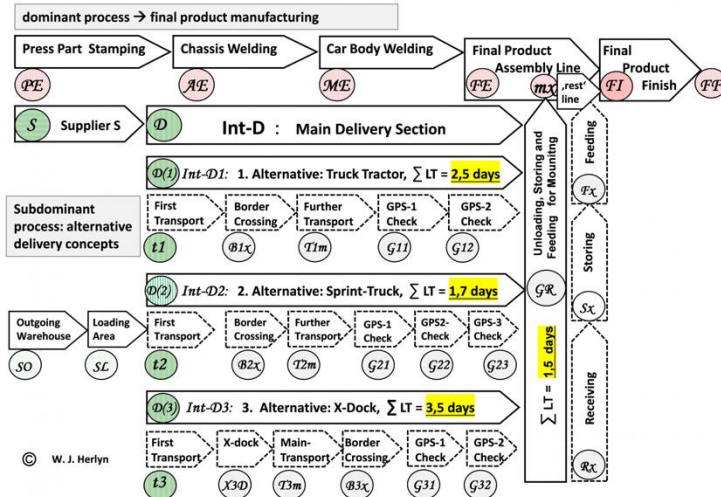 dominant process → final product manufacturing
Press Part Stamping
Chassis Welding
Car Body Welding
Final Product
Assembly Line
‚rest'
line
Final
Product
Finish
PE
AE
ME
FE
mx
FI
FF
S
Supplier S
D
Int-D : Main Delivery Section
D(1)
Int-D1: 1. Alternative: Truck Tractor, ∑ LT = 2,5 days
Subdominant
process: alternative
delivery concepts
First
Transport
Border
Crossing
Further
Transport
GPS-1
Check
GPS-2
Check
t1
B1x
T1m
G11
G12
D(2)
Int-D2: 2. Alternative: Sprint-Truck, ∑ LT = 1,7 days
Outgoing
Warehouse
Loading
Area
First
Transport
Border
Crossing
Further
Transport
GPS-1
Check
GPS2-
Check
GPS-3
Check
SO
SL
t2
B2x
T2m
G21
G22
G23
D(3)
Int-D3: 3. Alternative: X-Dock, ∑ LT = 3,5 days
First
Transport
X-dock
Main-
Transport
Border
Crossing
GPS-1
Check
GPS-2
Check
t3
X3D
T3m
B3x
G31
G32
Unloading, Storing and
Feeding for Mounitng
GR
∑ LT = 1,5 days
Feeding
Fx
Storing
Sx
Receiving
Rx
© W. J. Herlyn